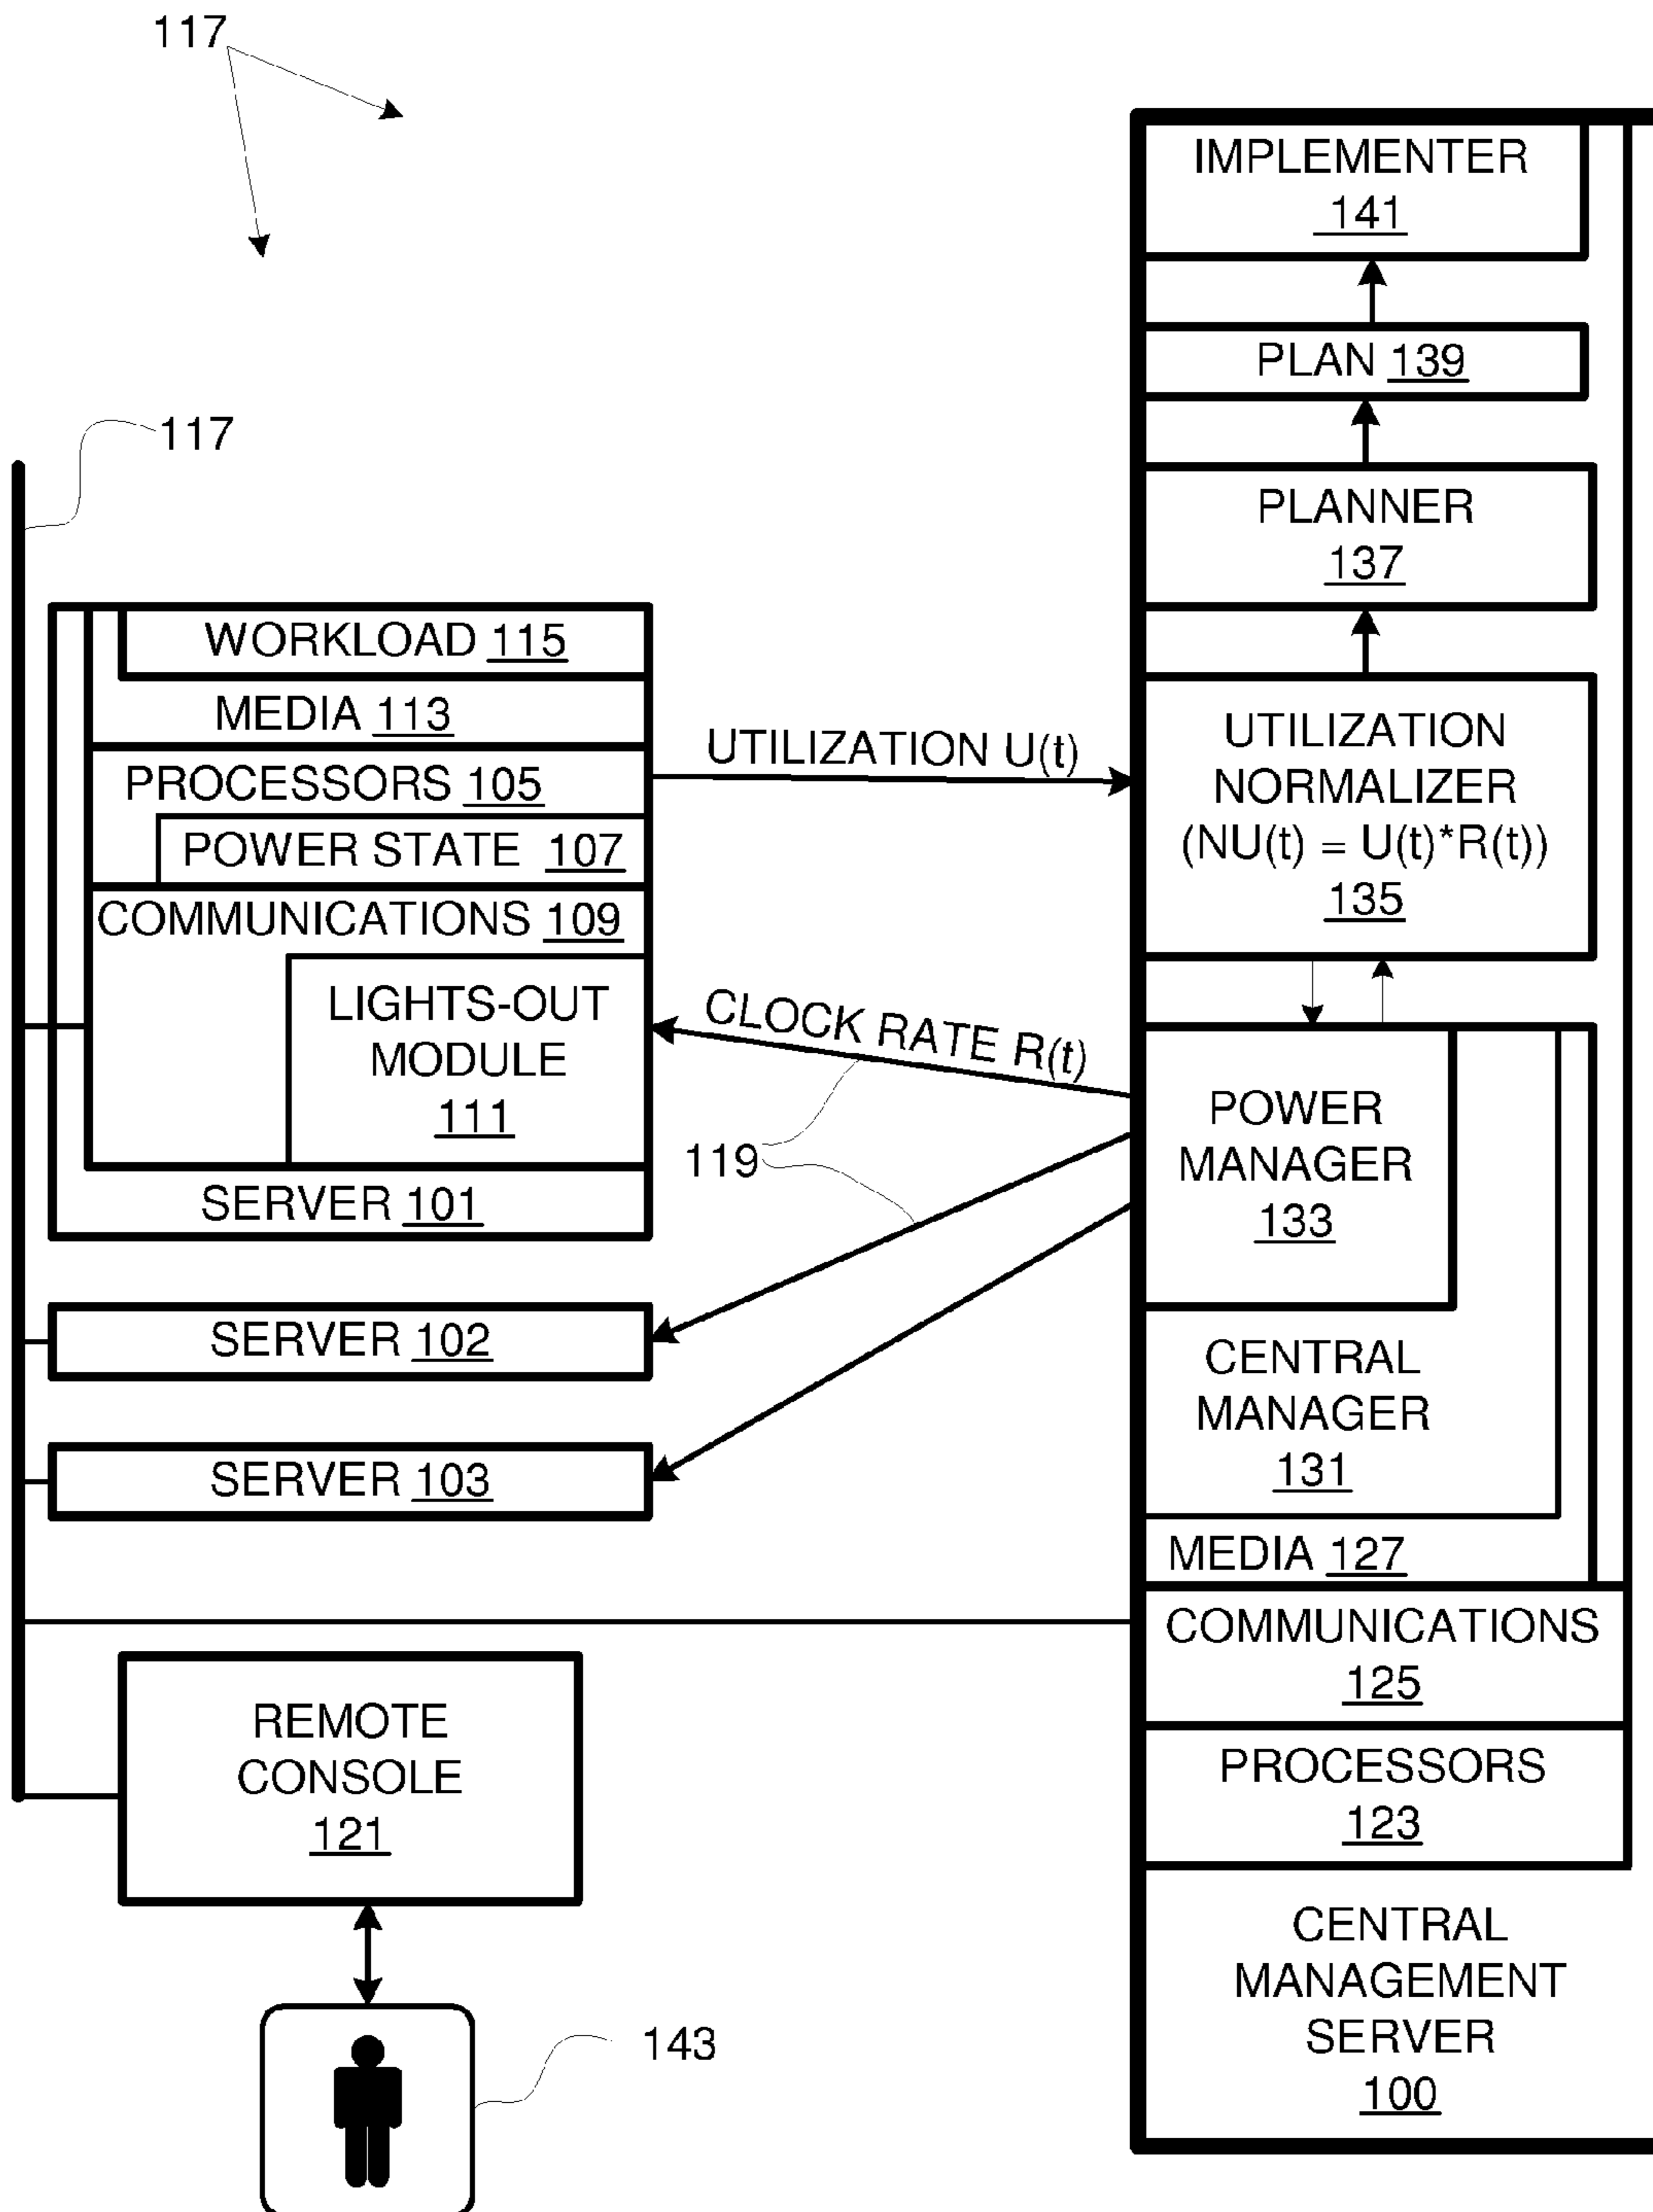 117
117
WORKLOAD 115
MEDIA 113
PROCESSORS 105
POWER STATE 107
COMMUNICATIONS 109
LIGHTS-OUT
MODULE
111
SERVER 101
SERVER 102
SERVER 103
REMOTE
CONSOLE
121
143
UTILIZATION U(t)
CLOCK RATE R(t)
119
IMPLEMENTER
141
PLAN 139
PLANNER
137
UTILIZATION
NORMALIZER
(NU(t) = U(t)*R(t))
135
POWER
MANAGER
133
CENTRAL
MANAGER
131
MEDIA 127
COMMUNICATIONS
125
PROCESSORS
123
CENTRAL
MANAGEMENT
SERVER
100